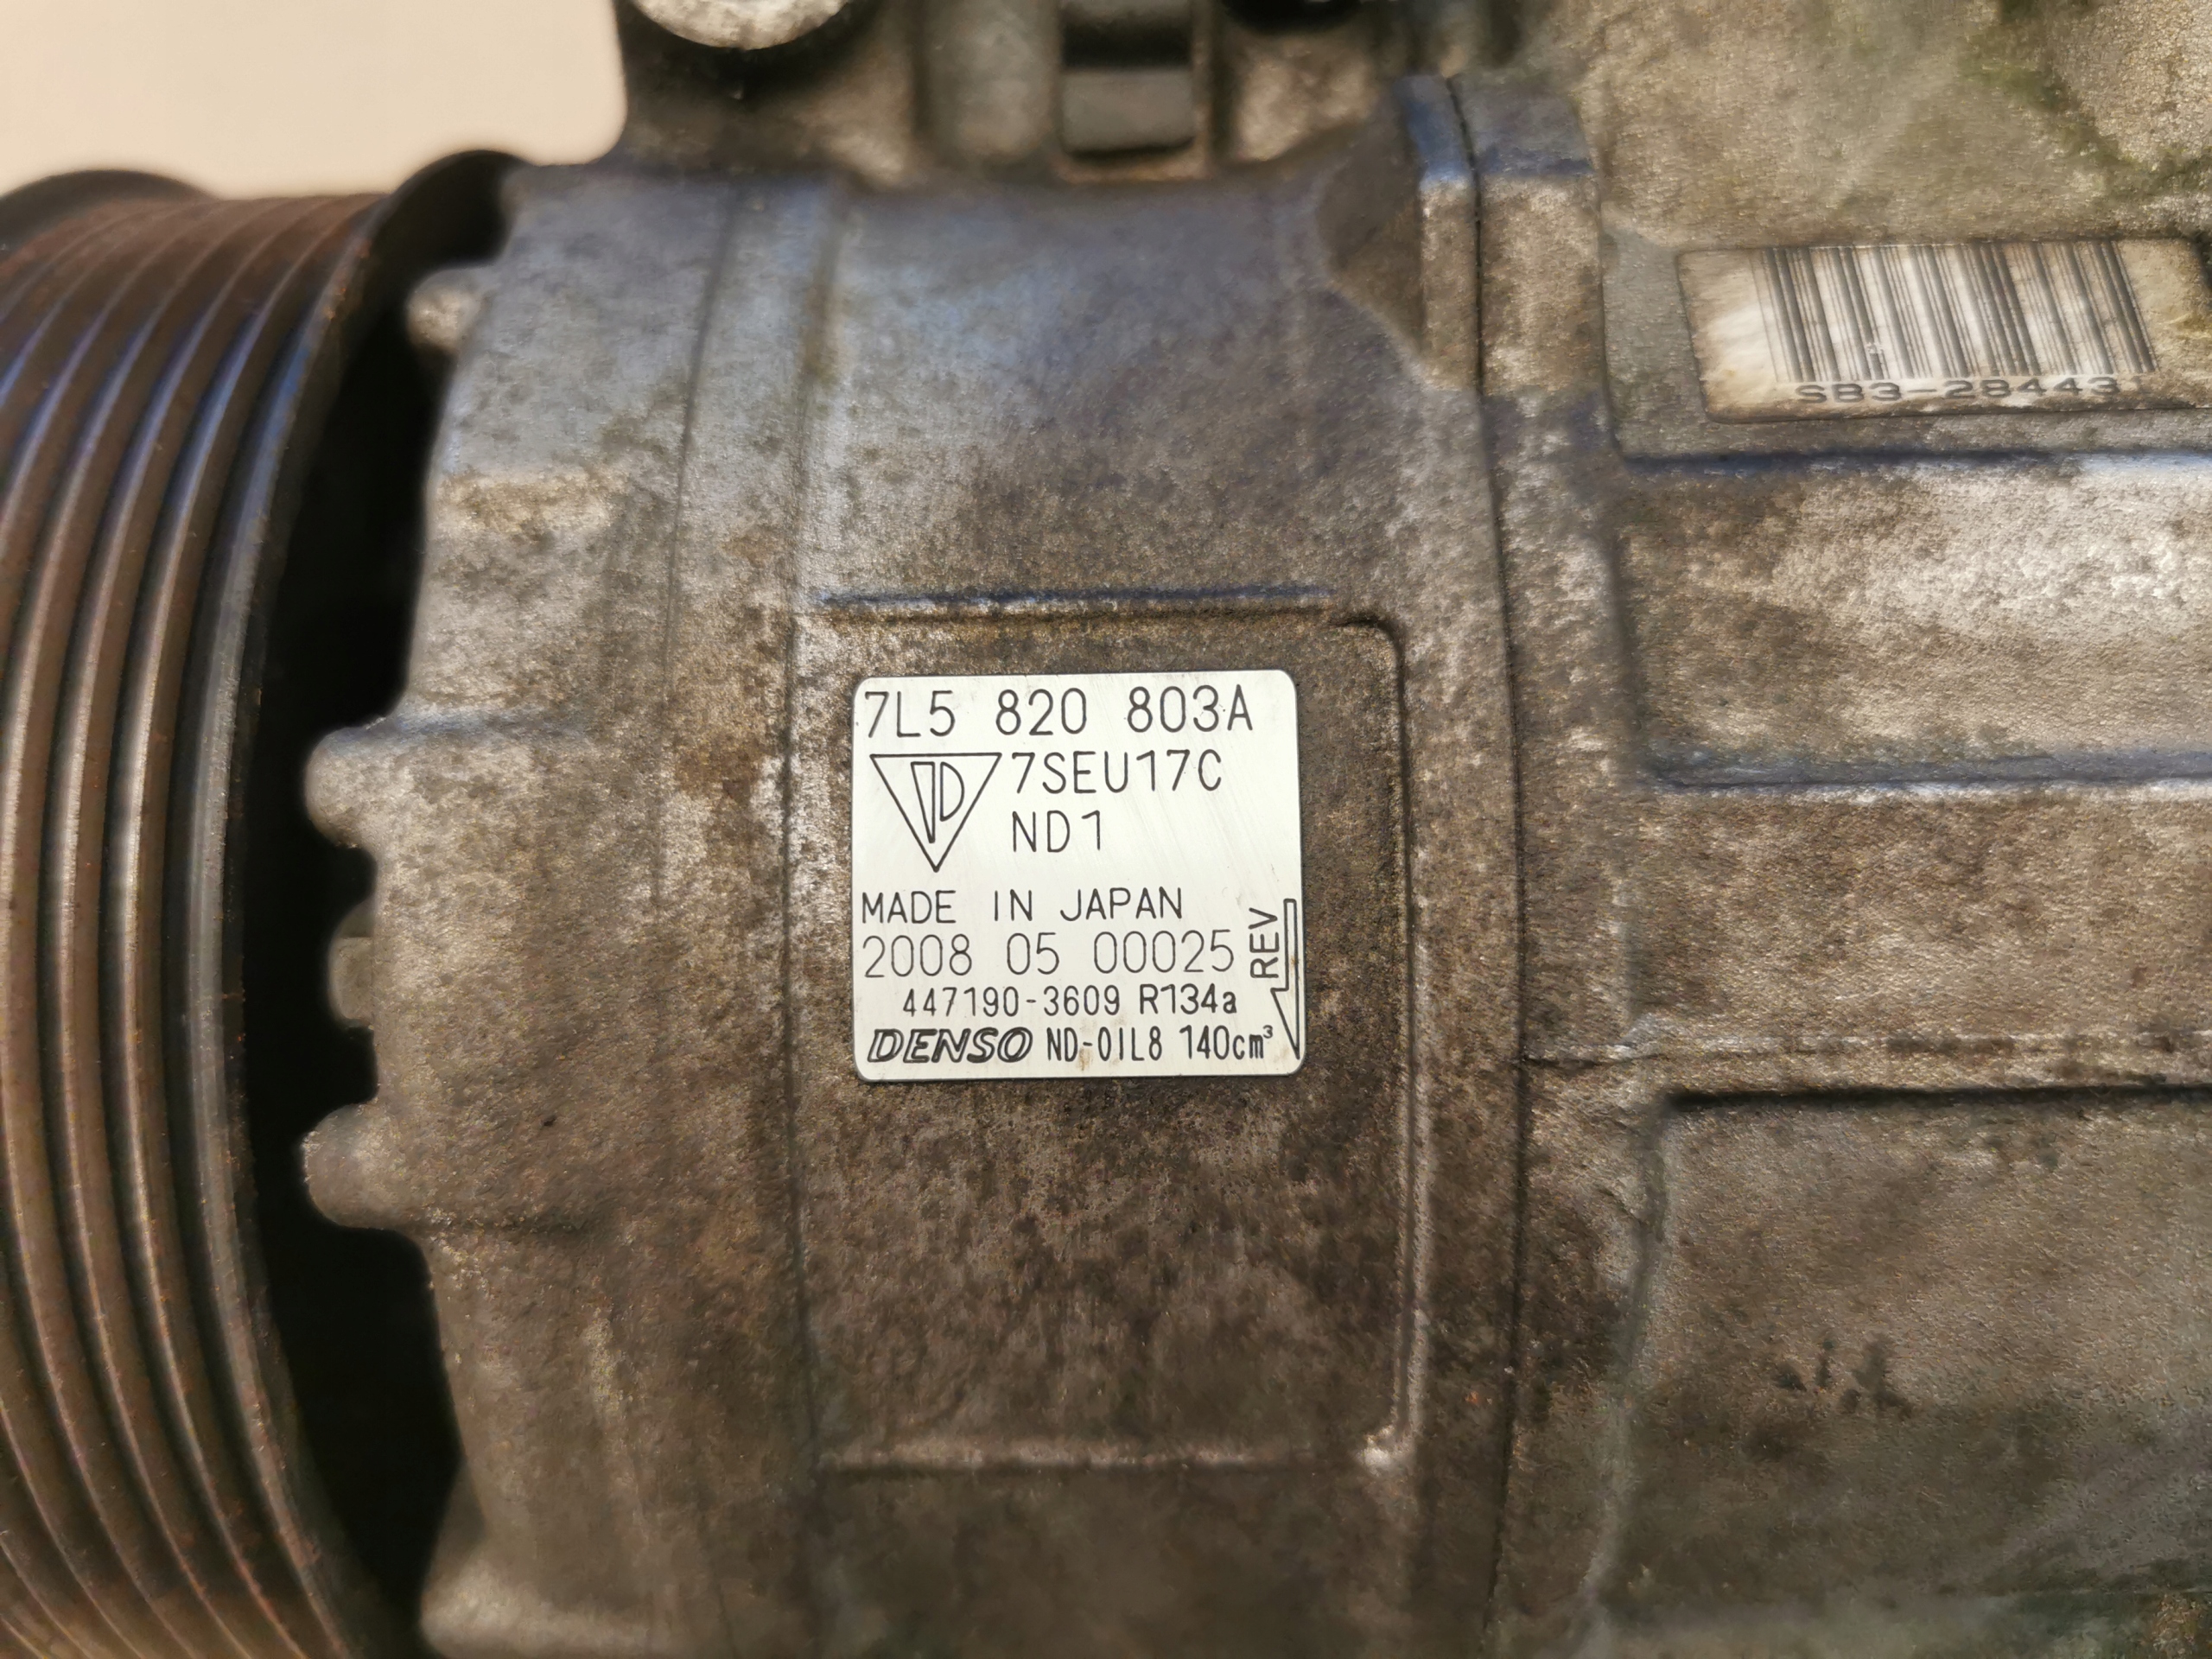 SB3-28443
7L5 820 803A
7SEU17C
ND1
MADE IN JAPAN
2008 05 00025
REV
447190-3609 R134a
DENSO ND-OIL8 140cm³